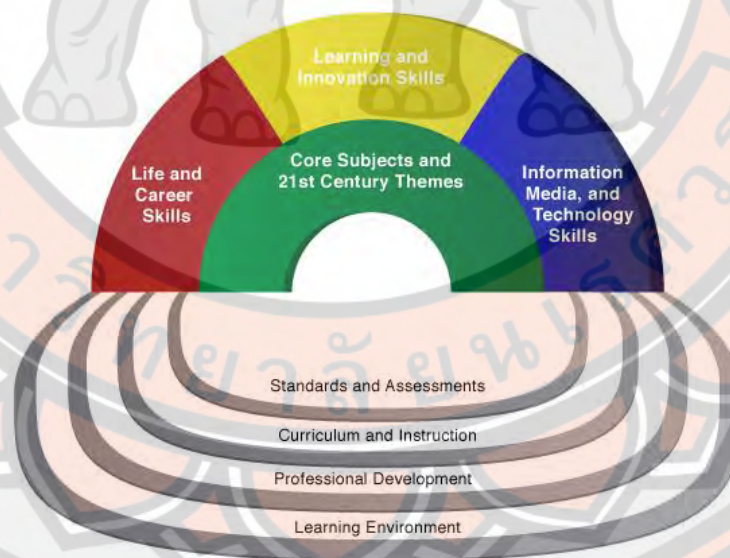 Learning and
Innovation Skills
Core Subjects and
21st Century Themes
Life and
Career
Skills
Information
Media, and
Technology
Skills
Standards and Assessments
Curriculum and Instruction
Professional Development
Learning Environment